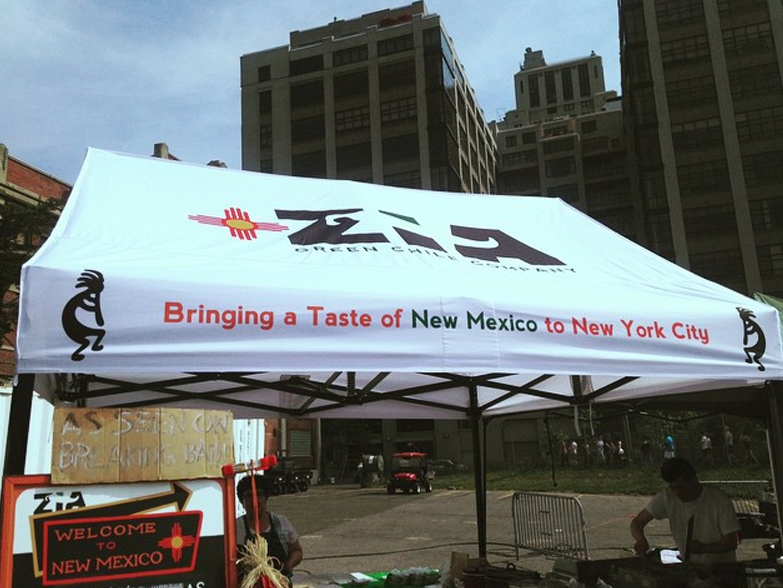 Zia
GREEN CHILE COMPANY
Bringing a Taste of New Mexico to New York City
AS SEEN ON
BREAKING BAD!
Zia
WELCOME
TO
NEW MEXICO
AS